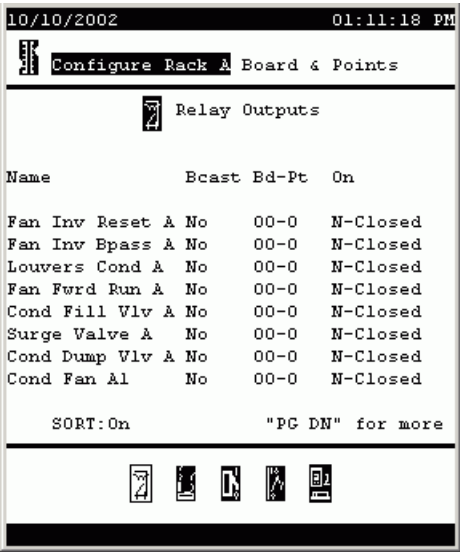 10/10/2002 01:11:18 PM
Configure Rack A Board & Points
Relay Outputs
Name Bcast Bd-Pt On
Fan Inv Reset A No 00-0 N-Closed
Fan Inv Bpass A No 00-0 N-Closed
Louvers Cond A No 00-0 N-Closed
Fan Fwrd Run A No 00-0 N-Closed
Cond Fill Vlv A No 00-0 N-Closed
Surge Valve A No 00-0 N-Closed
Cond Dump Vlv A No 00-0 N-Closed
Cond Fan A1 No 00-0 N-Closed
SORT:On "PG DN" for more